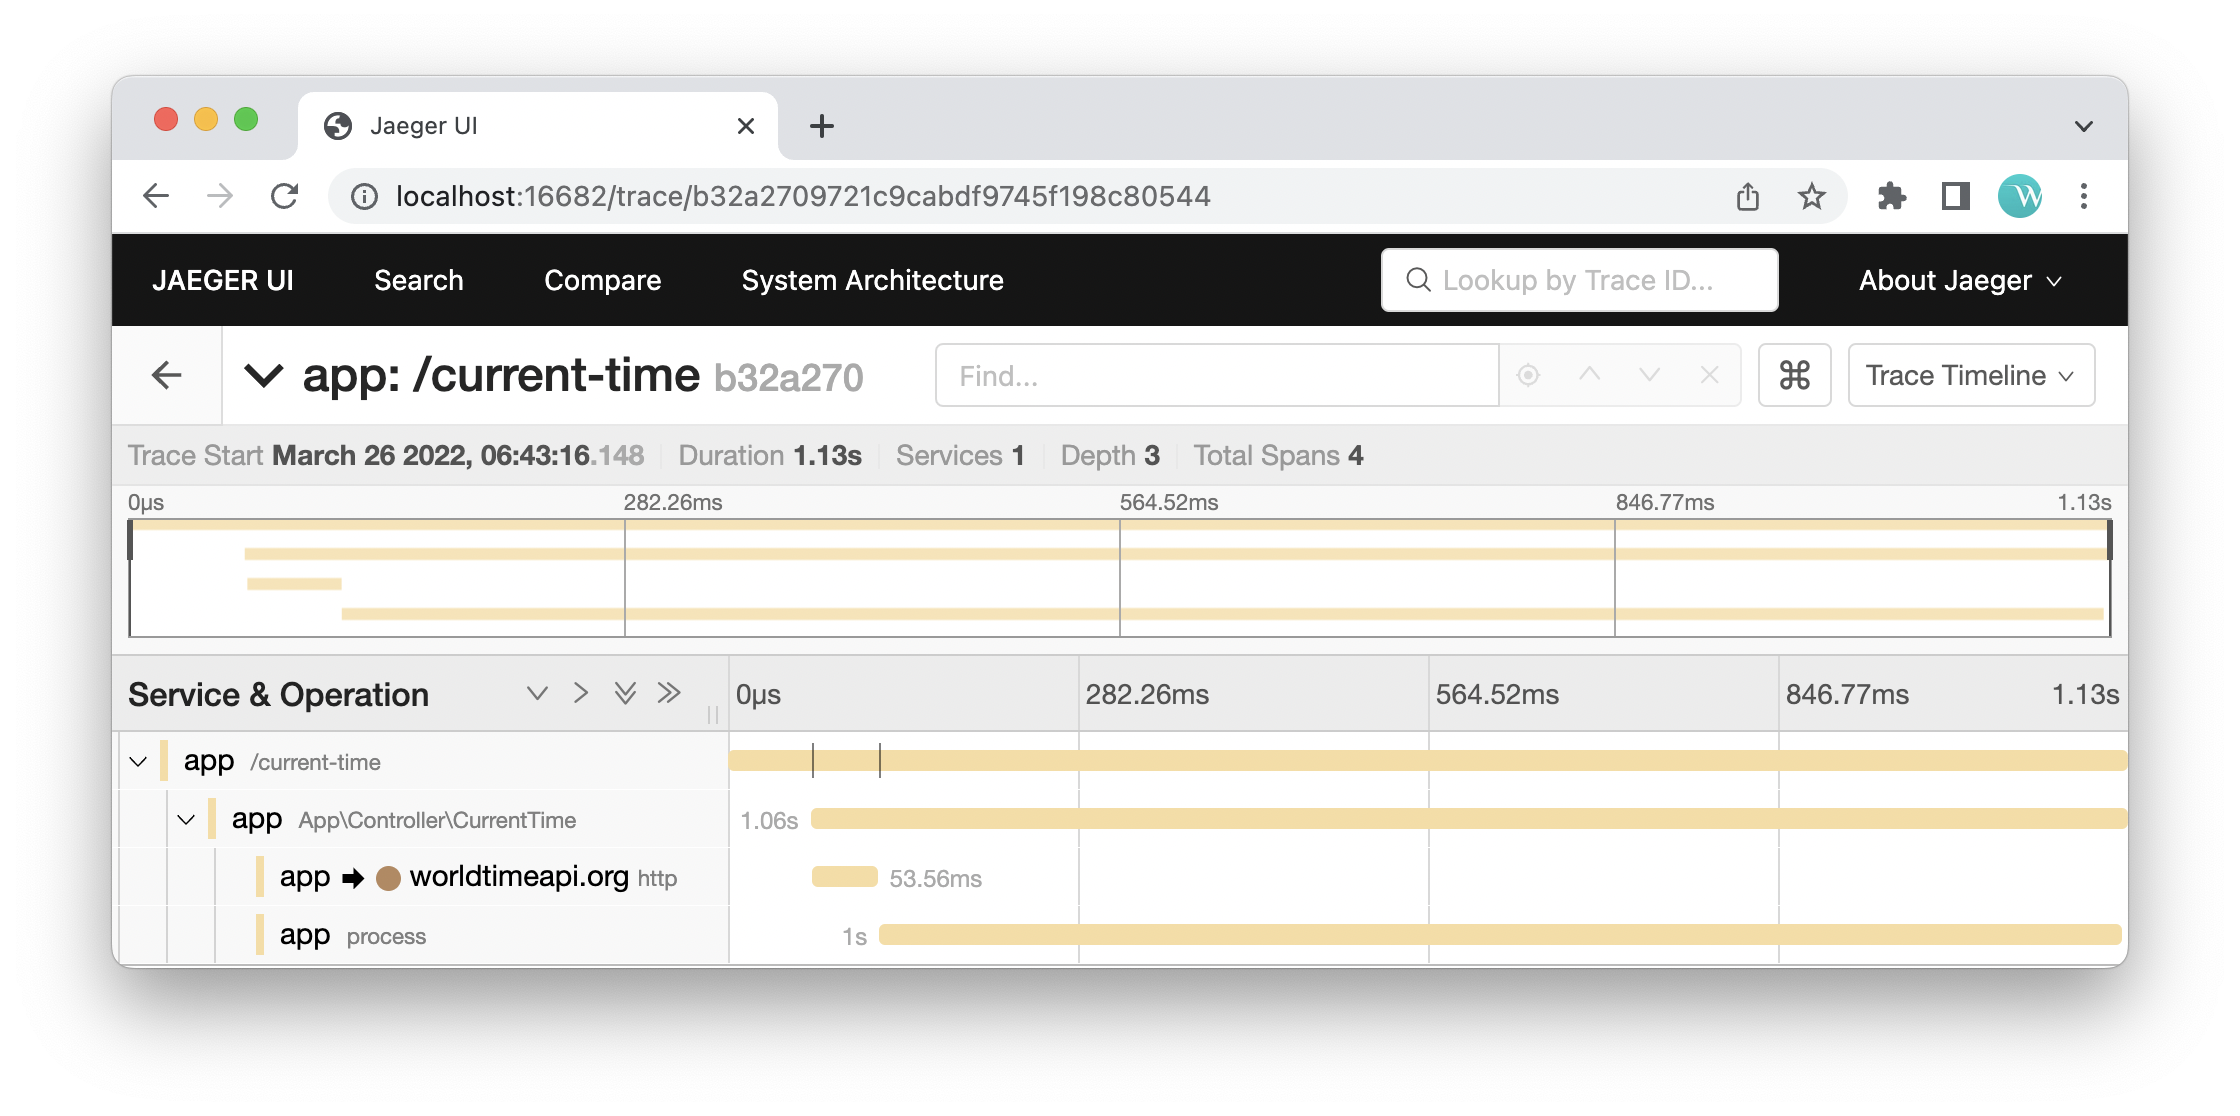 Jaeger UI
localhost:16682/trace/b32a2709721c9cabdf9745f198c80544
W
JAEGER UI Search Compare System Architecture Lookup by Trace ID... About Jaeger
app: /current-time b32a270 Find... ⌘ Trace Timeline
Trace Start March 26 2022, 06:43:16.148 Duration 1.13s Services 1 Depth 3 Total Spans 4
0μs 282.26ms 564.52ms 846.77ms 1.13s
Service & Operation 0μs 282.26ms 564.52ms 846.77ms 1.13s
app /current-time
app App\Controller\CurrentTime 1.06s
app worldtimeapi.org http 53.56ms
app process 1s